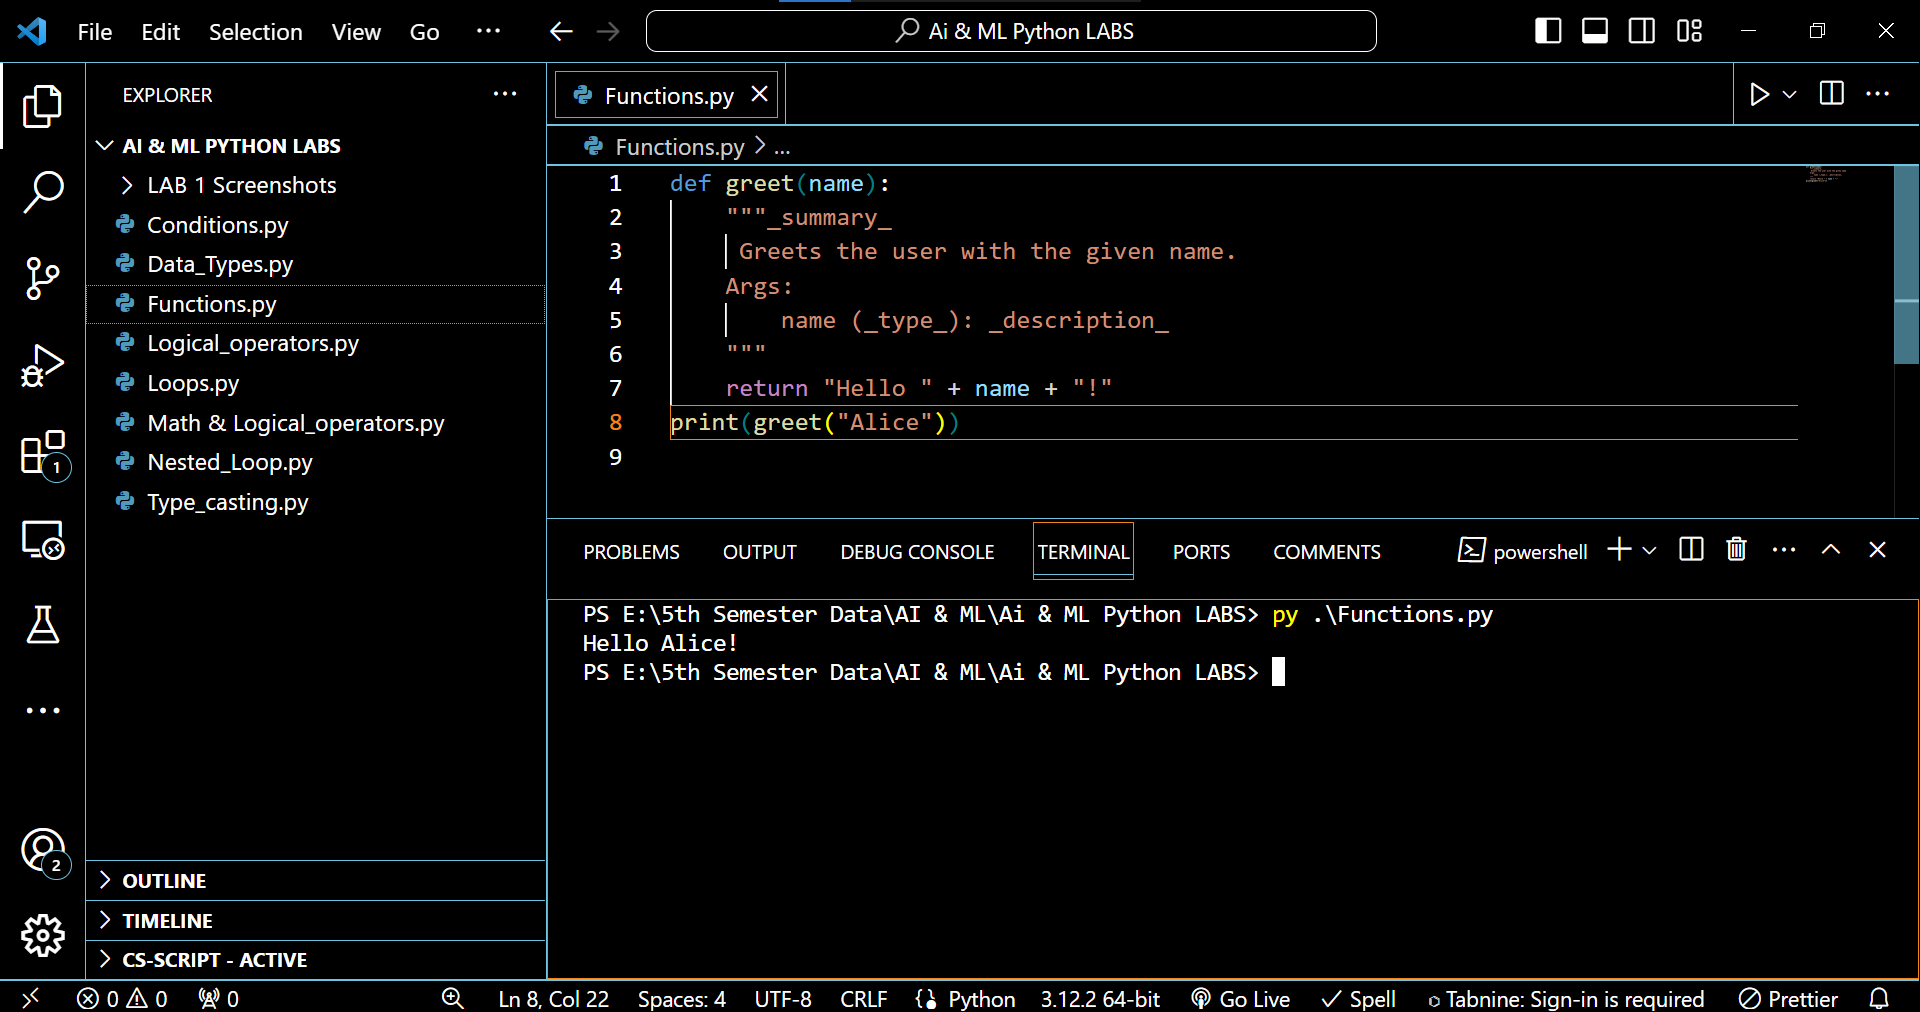 File Edit Selection View Go ··· Ai & ML Python LABS
EXPLORER ···
AI & ML PYTHON LABS
LAB 1 Screenshots
Conditions.py
Data_Types.py
Functions.py
Logical_operators.py
Loops.py
Math & Logical_operators.py
Nested_Loop.py
Type_casting.py
OUTLINE
TIMELINE
CS-SCRIPT - ACTIVE
1
2
Functions.py
Functions.py > ...
1 def greet(name):
2     """_summary_
3      Greets the user with the given name.
4     Args:
5         name (_type_): _description_
6     """
7     return "Hello " + name + "!"
8 print(greet("Alice"))
9
PROBLEMS OUTPUT DEBUG CONSOLE TERMINAL PORTS COMMENTS powershell
PS E:\5th Semester Data\AI & ML\Ai & ML Python LABS> py .\Functions.py
Hello Alice!
PS E:\5th Semester Data\AI & ML\Ai & ML Python LABS>
0 0 0 Ln 8, Col 22 Spaces: 4 UTF-8 CRLF Python 3.12.2 64-bit Go Live Spell Tabnine: Sign-in is required Prettier